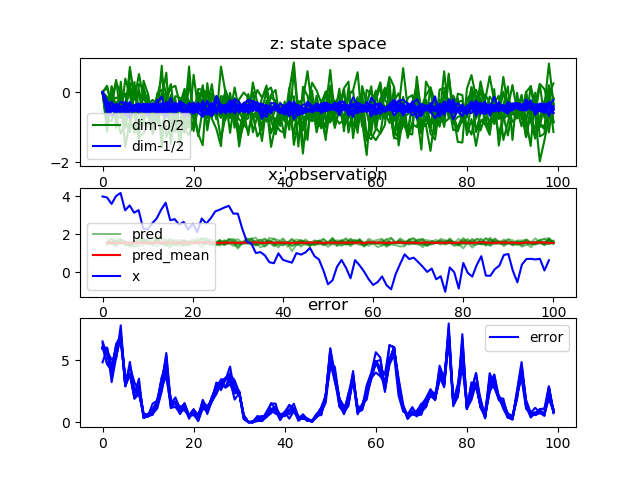 z: state space
0
−2
dim-0/2
dim-1/2
0 20 40 60 80 100
x: observation
4
2
0
pred
pred_mean
x
0 20 40 60 80 100
error
5
0
error
0 20 40 60 80 100